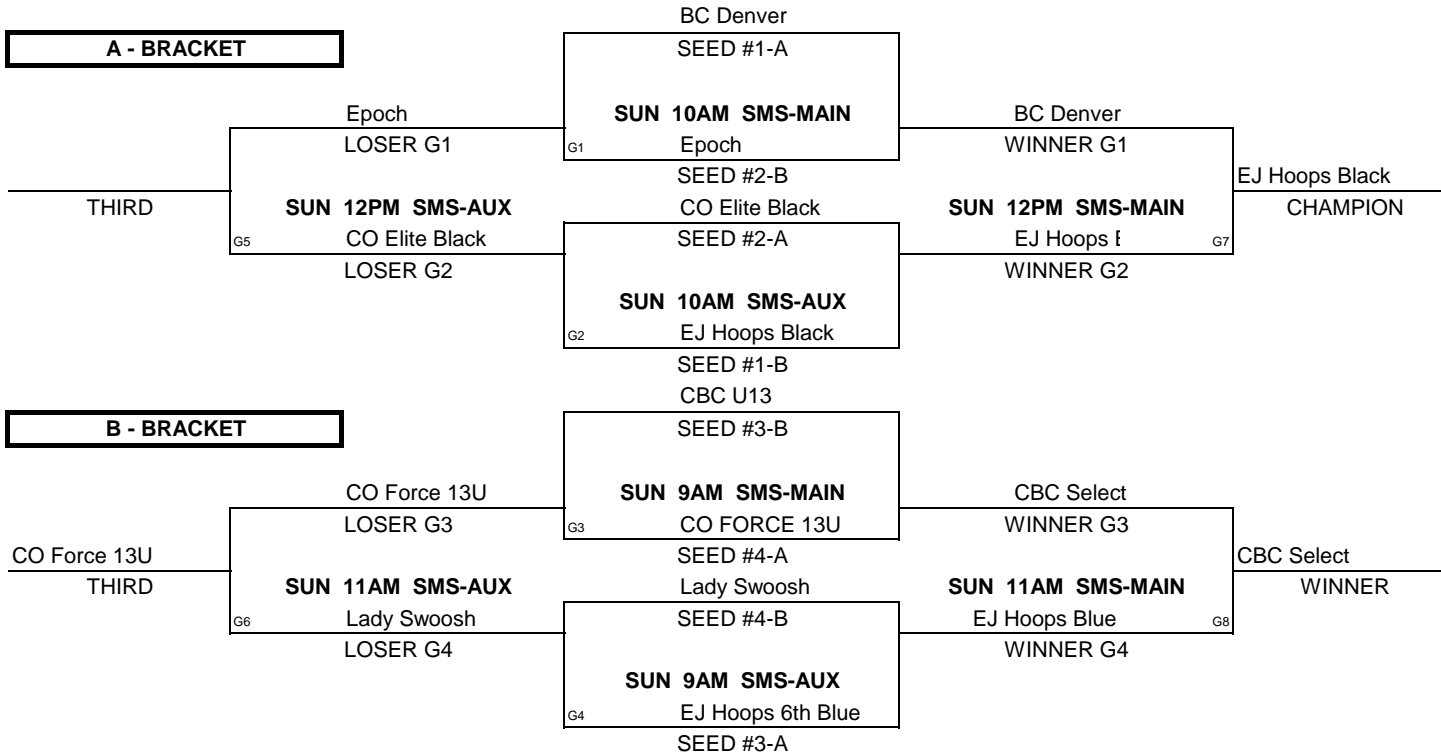 BC Denver
A - BRACKET
SEED #1-A
Epoch
SUN 10AM SMS-MAIN
BC Denver
LOSER G1
G1
Epoch
WINNER G1
SEED #2-B
EJ Hoops Black
THIRD
SUN 12PM SMS-AUX
CO Elite Black
SUN 12PM SMS-MAIN
CHAMPION
G5
CO Elite Black
SEED #2-A
EJ Hoops
G7
LOSER G2
WINNER G2
SUN 10AM SMS-AUX
G2
EJ Hoops Black
SEED #1-B
CBC U13
B - BRACKET
SEED #3-B
CO Force 13U
SUN 9AM SMS-MAIN
CBC Select
LOSER G3
G3
CO FORCE 13U
WINNER G3
CO Force 13U
SEED #4-A
CBC Select
THIRD
SUN 11AM SMS-AUX
Lady Swoosh
SUN 11AM SMS-MAIN
WINNER
G6
Lady Swoosh
SEED #4-B
EJ Hoops Blue
G8
LOSER G4
WINNER G4
SUN 9AM SMS-AUX
G4
EJ Hoops 6th Blue
SEED #3-A